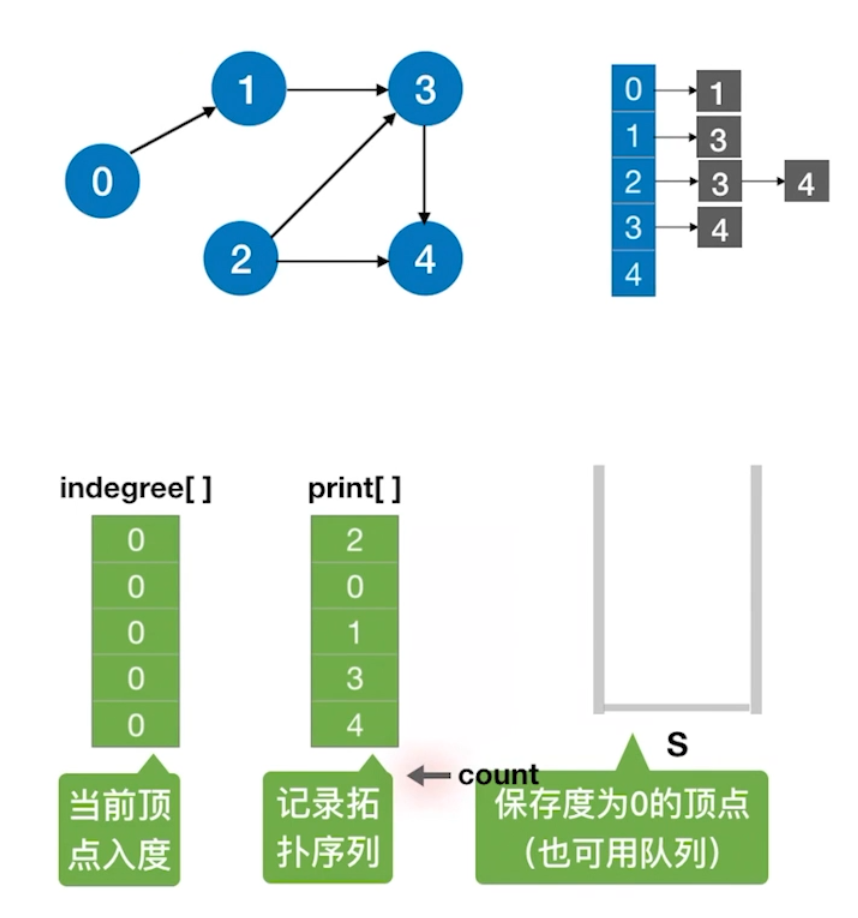 1 3
0
2 4
0 1
1 3
2 3 4
3 4
4
indegree[ ] print[ ]
0 2
0 0
0 1
0 3
0 4
S
count
当前顶
点入度
记录拓
扑序列
保存度为0的顶点
（也可用队列）